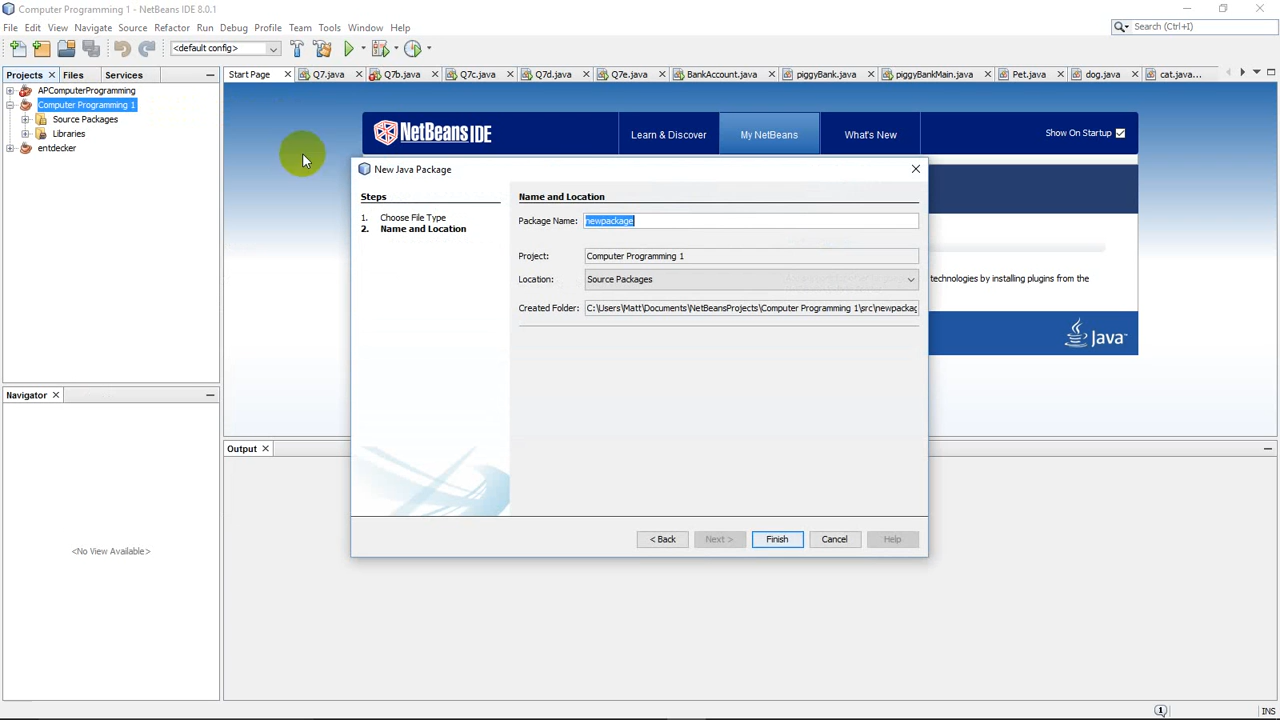 Computer Programming 1 - NetBeans IDE 8.0.1
File Edit View Navigate Source Refactor Run Debug Profile Team Tools Window Help
Search (Ctrl+I)
<default config>
Projects Files Services
Start Page Q7.java Q7b.java Q7c.java Q7d.java Q7e.java BankAccount.java piggyBank.java piggyBankMain.java Pet.java dog.java cat.java...
APComputerProgramming
Computer Programming 1
Source Packages
Libraries
entdecker
NetBeans IDE
Learn & Discover My NetBeans What's New
Show On Startup
New Java Package
Steps
1. Choose File Type
2. Name and Location
Name and Location
Package Name: newpackage
Project: Computer Programming 1
Location: Source Packages
Created Folder: C:\Users\Matt\Documents\NetBeansProjects\Computer Programming 1\src\newpackag
technologies by installing plugins from the
Java
< Back Next > Finish Cancel Help
Navigator
<No View Available>
Output
1 INS